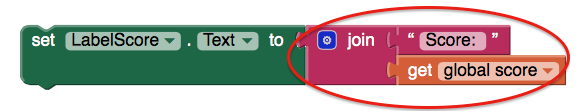 set LabelScore . Text to join “ Score: ”
get global score